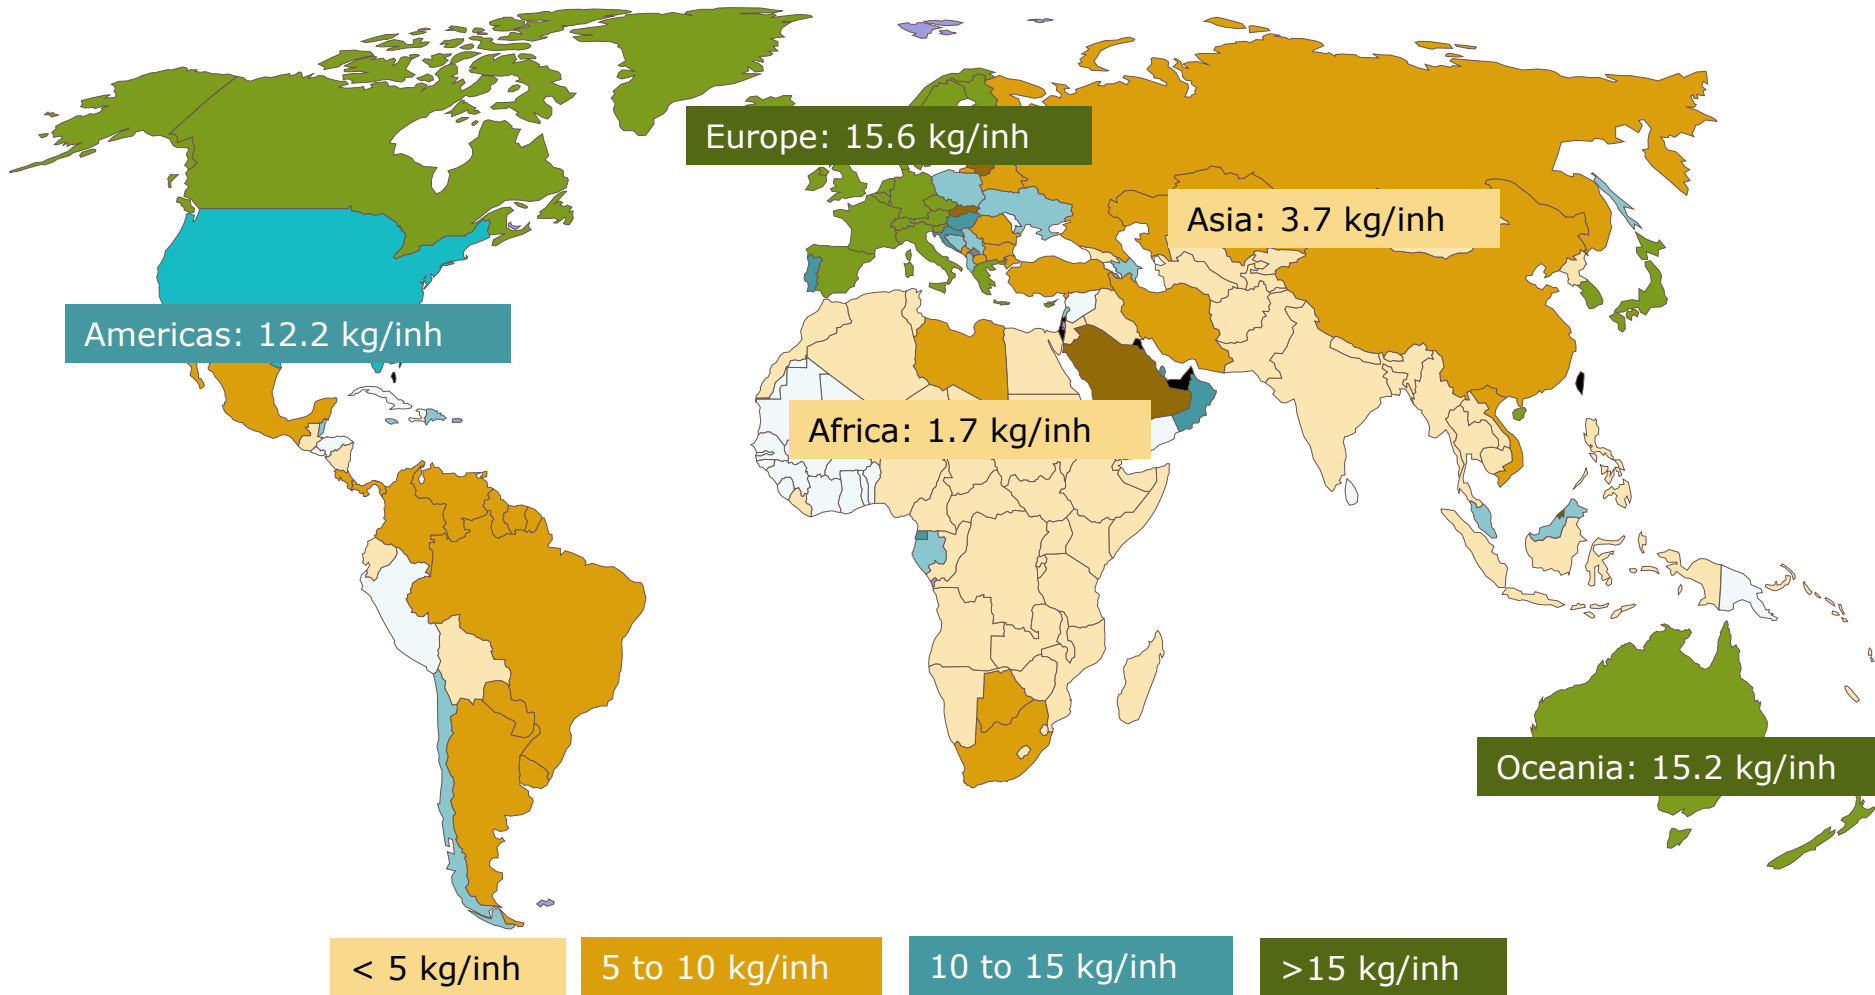 Europe: 15.6 kg/inh
Asia: 3.7 kg/inh
Americas: 12.2 kg/inh
Africa: 1.7 kg/inh
Oceania: 15.2 kg/inh
< 5 kg/inh
5 to 10 kg/inh
10 to 15 kg/inh
>15 kg/inh